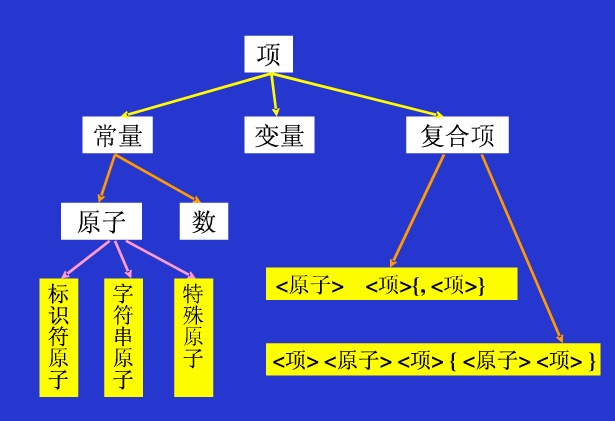 项
常量
变量
复合项
原子
数
标识符原子
字符串原子
特殊原子
<原子> <项>{, <项>}
<项> <原子> <项> { <原子> <项> }